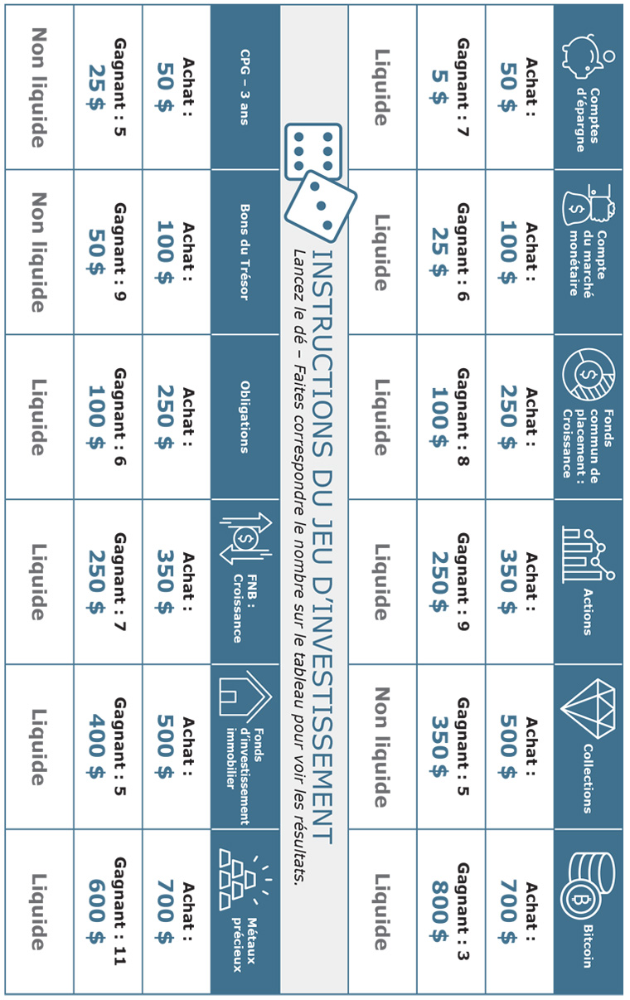 Comptes
d’épargne
Compte
du marché
monétaire
Fonds
commun de
placement :
Croissance
Actions
Collections
Bitcoin
Achat :
50 $
Achat :
100 $
Achat :
250 $
Achat :
350 $
Achat :
500 $
Achat :
700 $
Gagnant : 7
5 $
Gagnant : 6
25 $
Gagnant : 8
100 $
Gagnant : 9
250 $
Gagnant : 5
350 $
Gagnant : 3
800 $
Liquide
Liquide
Liquide
Liquide
Non liquide
Liquide
INSTRUCTIONS DU JEU D’INVESTISSEMENT
Lancez le dé – Faites correspondre le nombre sur le tableau pour voir les résultats.
CPG – 3 ans
Bons du Trésor
Obligations
FNB :
Croissance
Fonds
d’investissement
immobilier
Métaux
précieux
Achat :
50 $
Achat :
100 $
Achat :
250 $
Achat :
350 $
Achat :
500 $
Achat :
700 $
Gagnant : 5
25 $
Gagnant : 9
50 $
Gagnant : 6
100 $
Gagnant : 7
250 $
Gagnant : 5
400 $
Gagnant : 11
600 $
Non liquide
Non liquide
Liquide
Liquide
Liquide
Liquide